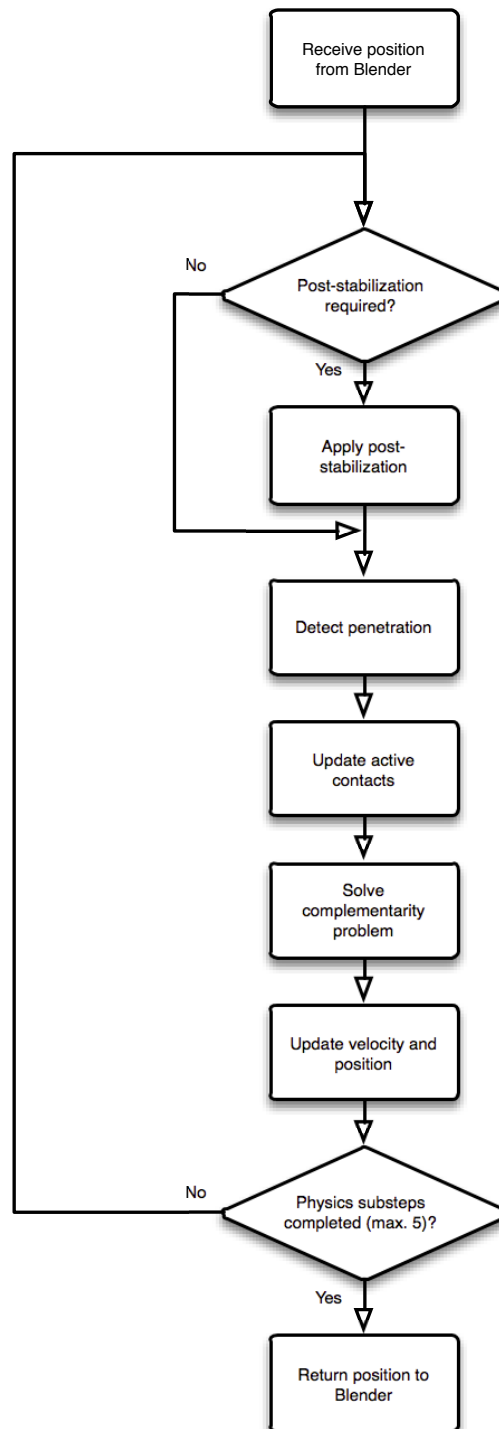 Receive position
from Blender
No
Post-stabilization
required?
Yes
Apply post-
stabilization
Detect penetration
Update active
contacts
Solve
complementarity
problem
Update velocity and
position
No
Physics substeps
completed (max. 5)?
Yes
Return position to
Blender